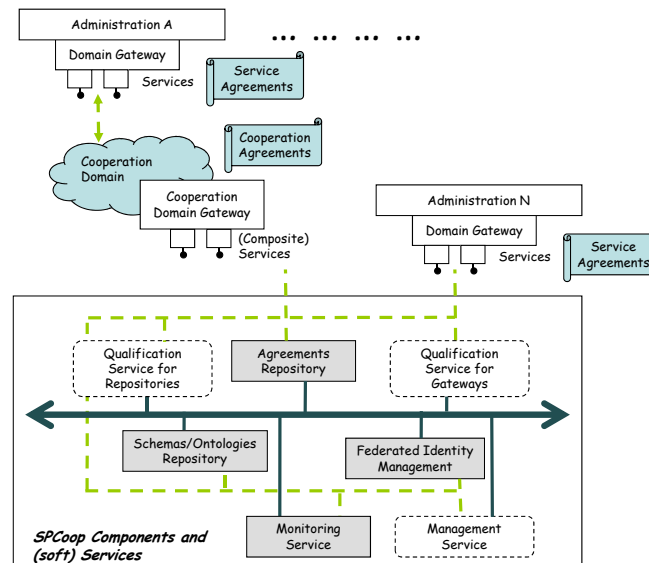 Administration A
... ... ... ...
Domain Gateway
Services
Service
Agreements
Cooperation
Agreements
Cooperation
Domain
Cooperation
Domain Gateway
(Composite)
Services
Administration N
Domain Gateway
Services
Service
Agreements
Qualification
Service for
Repositories
Agreements
Repository
Qualification
Service for
Gateways
Schemas/Ontologies
Repository
Federated Identity
Management
Monitoring
Service
Management
Service
SPCoop Components and
(soft) Services